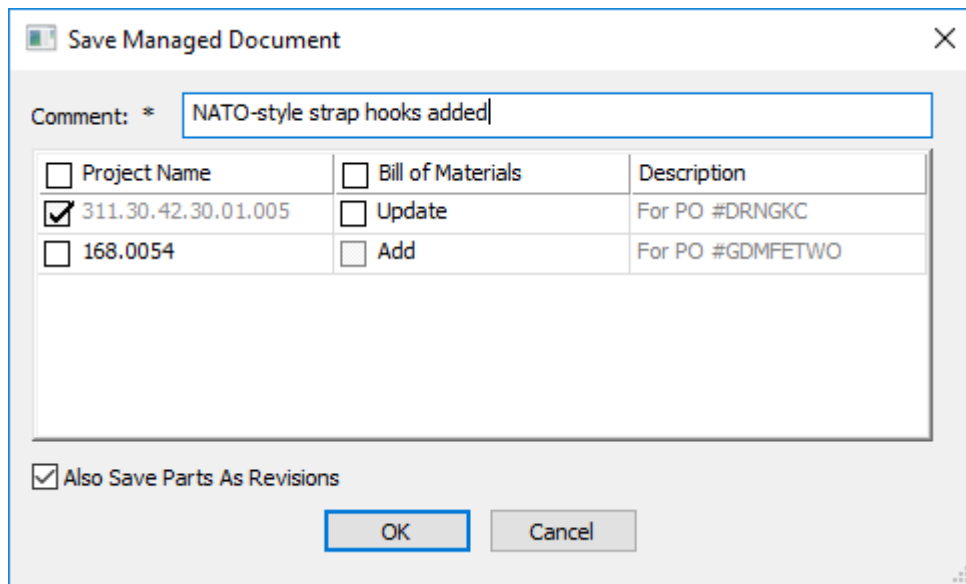 Save Managed Document
Comment: * NATO-style strap hooks added
Project Name Bill of Materials Description
311.30.42.30.01.005 Update For PO #DRNGKC
168.0054 Add For PO #GDMFETWO
Also Save Parts As Revisions
OK Cancel